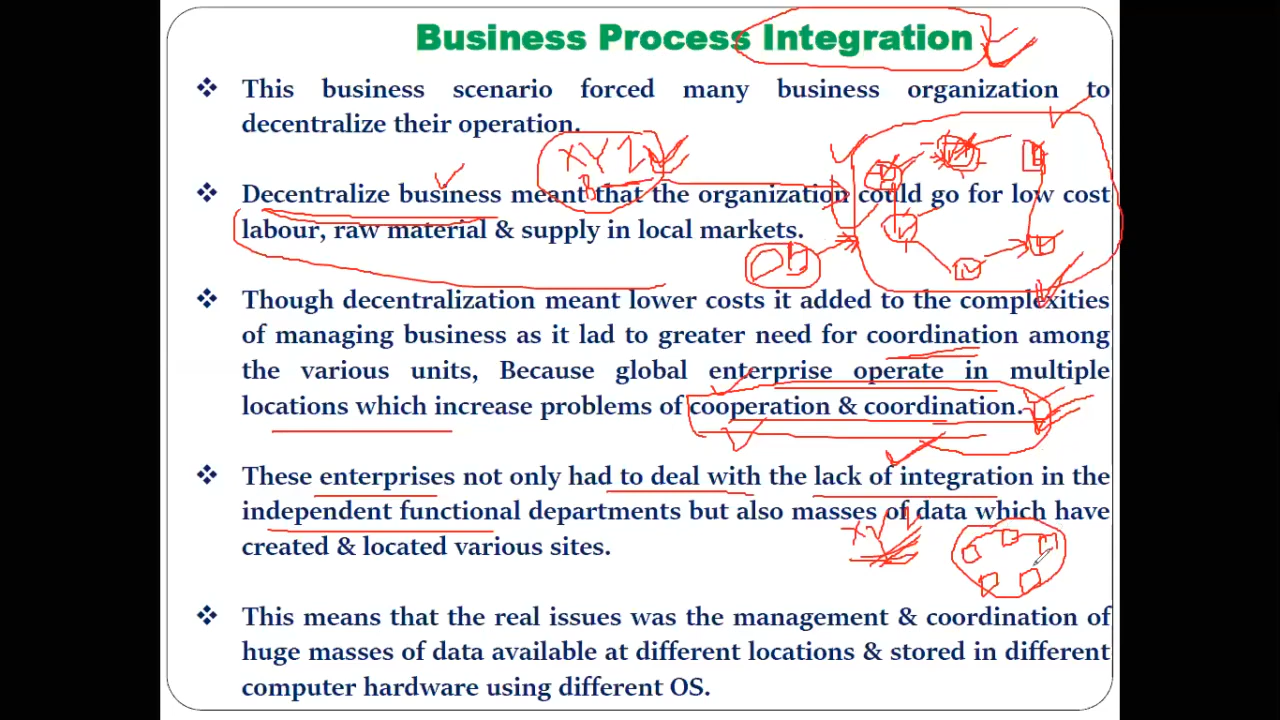 Business Process Integration
❖ This business scenario forced many business organization to
decentralize their operation.
XYZ
❖ Decentralize business meant that the organization could go for low cost
labour, raw material & supply in local markets.
❖ Though decentralization meant lower costs it added to the complexities
of managing business as it lad to greater need for coordination among
the various units, Because global enterprise operate in multiple
locations which increase problems of cooperation & coordination.
❖ These enterprises not only had to deal with the lack of integration in the
independent functional departments but also masses of data which have
created & located various sites.
❖ This means that the real issues was the management & coordination of
huge masses of data available at different locations & stored in different
computer hardware using different OS.